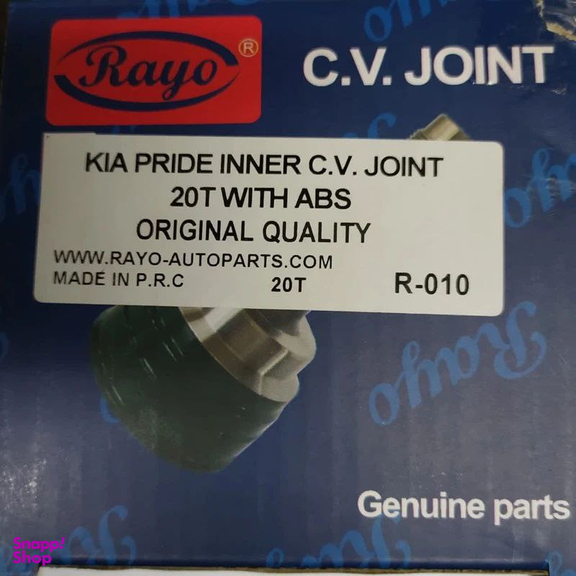 Rayo ®
C.V. JOINT
KIA PRIDE INNER C.V. JOINT
20T WITH ABS
ORIGINAL QUALITY
WWW.RAYO-AUTOPARTS.COM
MADE IN P.R.C 20T R-010
Rayo
Genuine parts
Snapp!
Shop